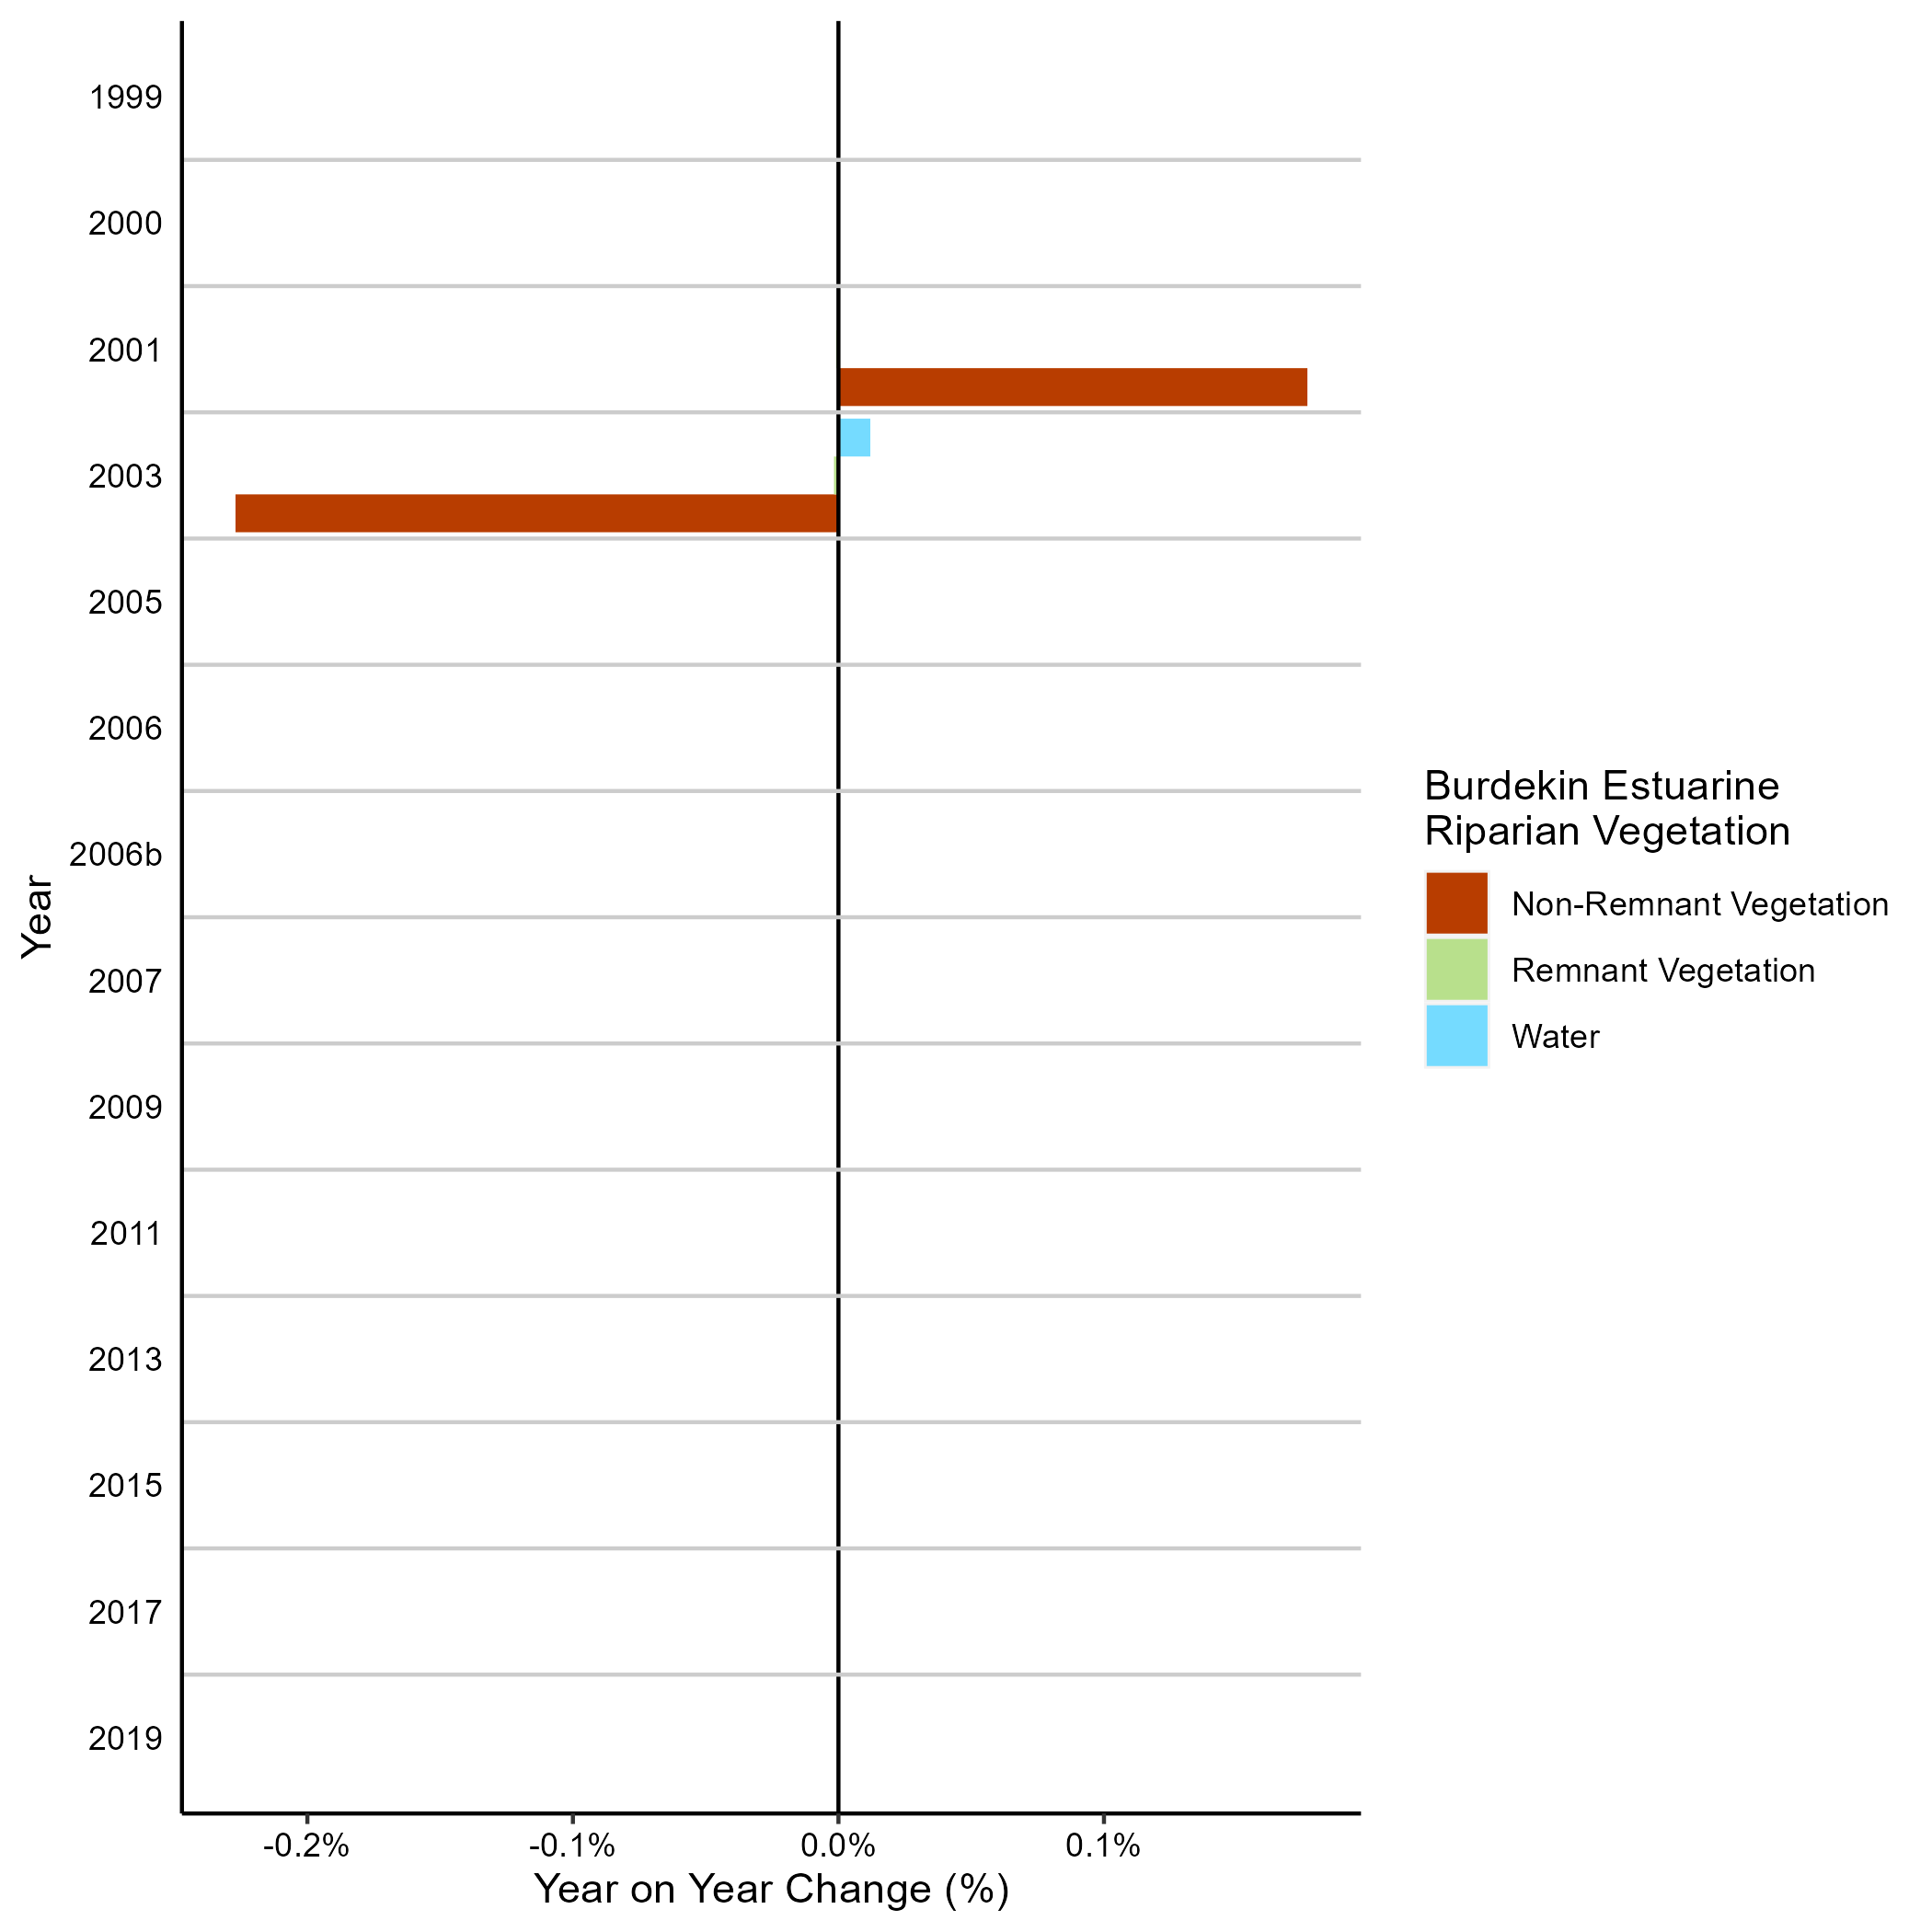 1999
2000
2001
2003
2005
2006
2006b
2007
2009
2011
2013
2015
2017
2019
Year
-0.2%
-0.1%
0.0%
0.1%
Year on Year Change (%)
Burdekin Estuarine
Riparian Vegetation
Non-Remnant Vegetation
Remnant Vegetation
Water